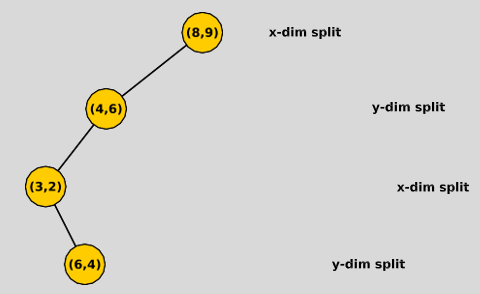 (8,9) x-dim split
(4,6) y-dim split
(3,2) x-dim split
(6,4) y-dim split